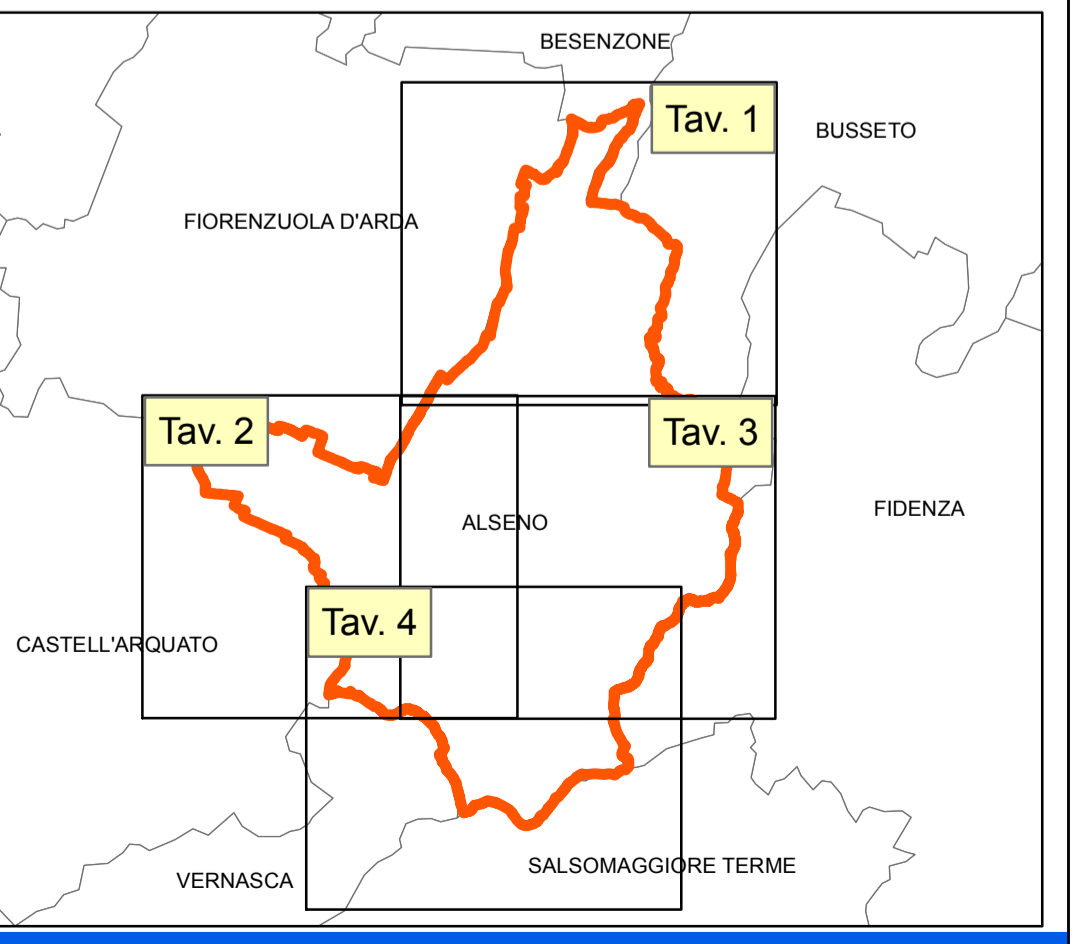 BESENZONE
Tav. 1
BUSSETO
FIORENZUOLA D'ARDA
Tav. 2
Tav. 3
ALSENO
FIDENZA
Tav. 4
CASTELL'ARQUATO
SALSOMAGGIORE TERME
VERNASCA